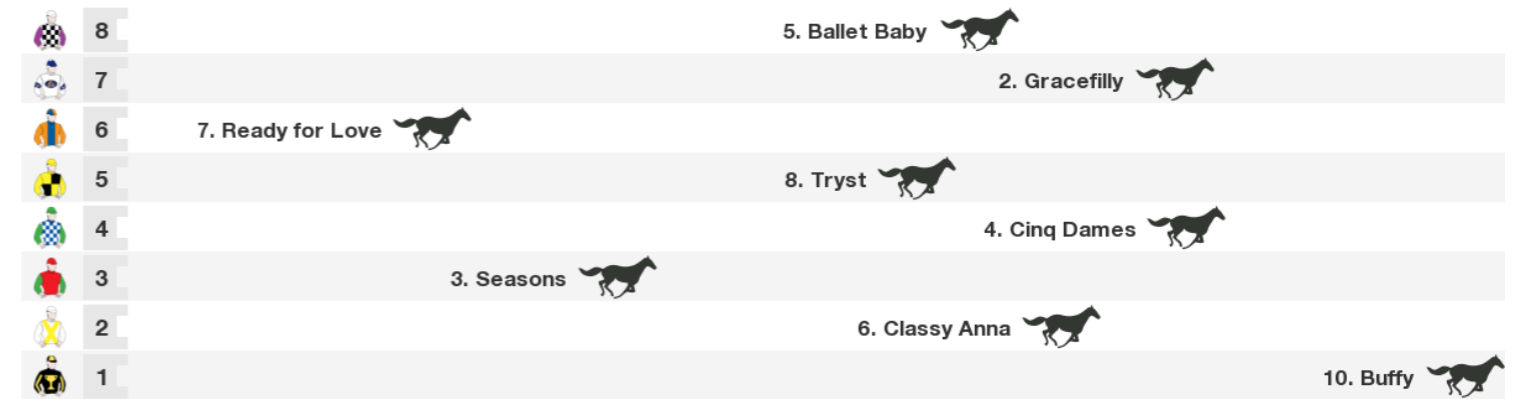 8 5. Ballet Baby
7 2. Gracefilly
6 7. Ready for Love
5 8. Tryst
4 4. Cinq Dames
3 3. Seasons
2 6. Classy Anna
1 10. Buffy